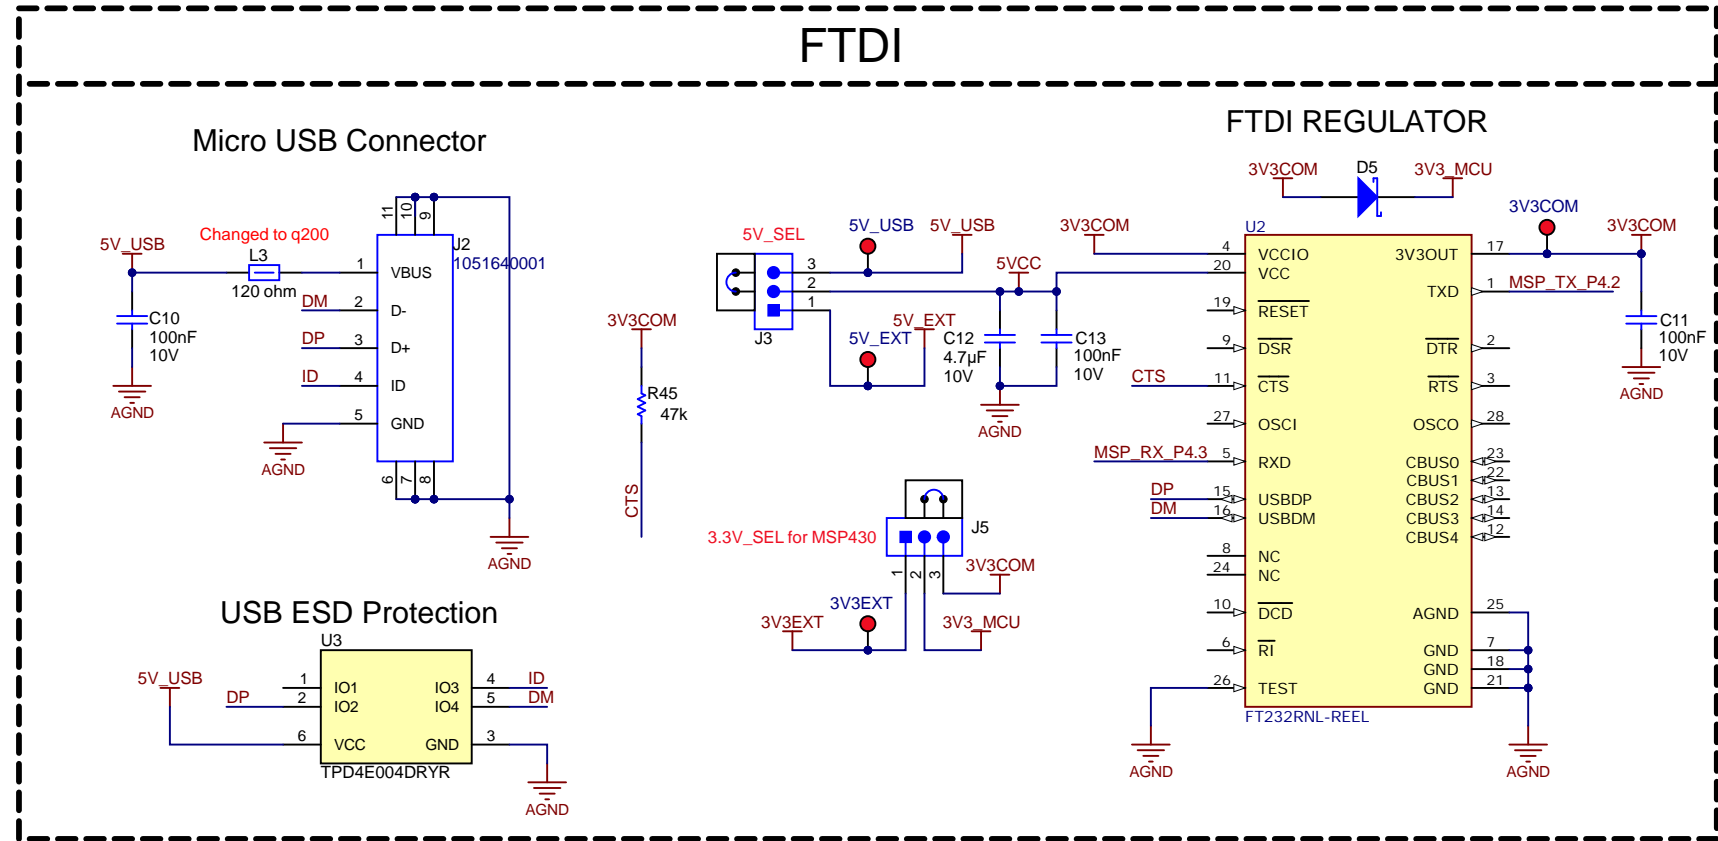 FTDI
Micro USB Connector
5V_USB
Changed to q200
L3
120 ohm
C10
100nF
10V
AGND
DM
DP
ID
AGND
11
10
9
J2
1051640001
1
VBUS
2
D-
3
D+
4
ID
5
GND
6
7
8
AGND
USB ESD Protection
U3
5V_USB
DP
1
IO1
2
IO2
6
VCC
IO3
4
ID
IO4
5
DM
GND
3
TPD4E004DRYR
AGND
3V3COM
R45
47k
CTS
5V_SEL
3
2
1
J3
5V_USB
5V_USB
5V_EXT
5V_EXT
5VCC
C12
4.7µF
10V
C13
100nF
10V
AGND
3V3COM
3.3V_SEL for MSP430
J5
1
2
3
3V3COM
3V3EXT
3V3EXT
3V3_MCU
FTDI REGULATOR
3V3COM
D5
3V3_MCU
U2
4
VCCIO
20
VCC
19
RESET
9
DSR
CTS
11
CTS
27
OSCI
MSP_RX_P4.3
5
RXD
DP
15
USBDP
DM
16
USBDM
8
NC
24
NC
10
DCD
6
RI
26
TEST
AGND
3V3OUT
17
3V3COM
3V3COM
TXD
1
MSP_TX_P4.2
DTR
2
RTS
3
OSCO
28
CBUS0
23
CBUS1
22
CBUS2
13
CBUS3
14
CBUS4
12
AGND
25
GND
7
GND
18
GND
21
FT232RNL-REEL
AGND
C11
100nF
10V
AGND